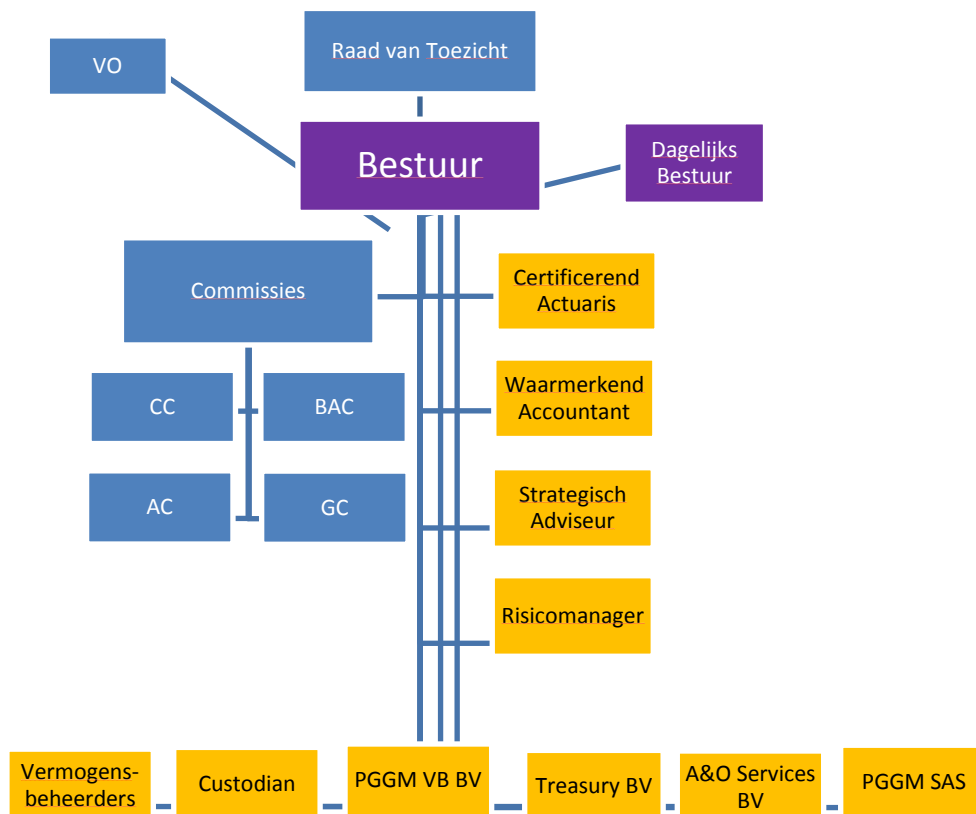 Raad van Toezicht
VO
Bestuur
Dagelijks
Bestuur
Commissies
Certificerend
Actuaris
CC
BAC
Waarmerkend
Accountant
AC
GC
Strategisch
Adviseur
Risicomanager
Vermogens-
beheerders
Custodian
PGGM VB BV
Treasury BV
A&O Services
BV
PGGM SAS